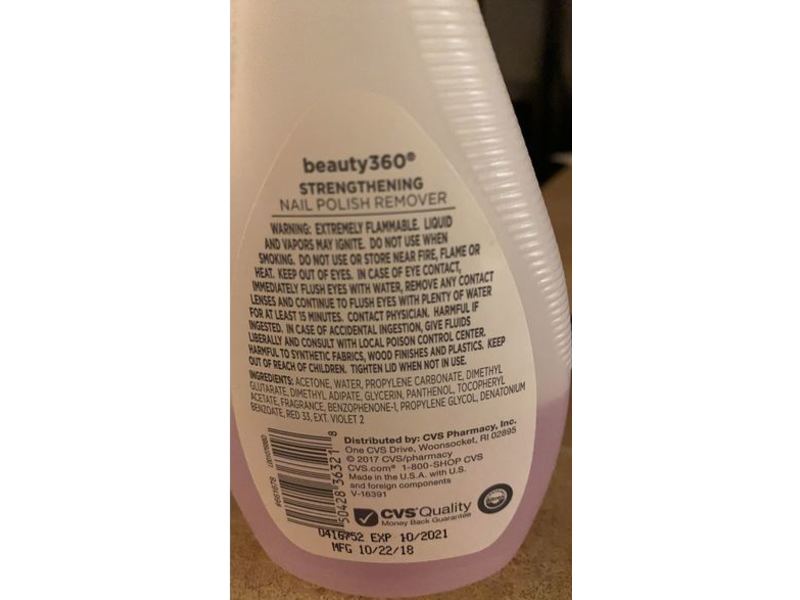 beauty360®
STRENGTHENING
NAIL POLISH REMOVER
WARNING: EXTREMELY FLAMMABLE. LIQUID
AND VAPORS MAY IGNITE. DO NOT USE WHEN
SMOKING. DO NOT USE OR STORE NEAR FIRE, FLAME OR
HEAT. KEEP OUT OF EYES. IN CASE OF EYE CONTACT,
IMMEDIATELY FLUSH EYES WITH WATER, REMOVE ANY CONTACT
LENSES AND CONTINUE TO FLUSH EYES WITH PLENTY OF WATER
FOR AT LEAST 15 MINUTES. CONTACT PHYSICIAN. HARMFUL IF
INGESTED. IN CASE OF ACCIDENTAL INGESTION, GIVE FLUIDS
LIBERALLY AND CONSULT WITH LOCAL POISON CONTROL CENTER.
HARMFUL TO SYNTHETIC FABRICS, WOOD FINISHES AND PLASTICS. KEEP
OUT OF REACH OF CHILDREN. TIGHTEN LID WHEN NOT IN USE.
INGREDIENTS: ACETONE, WATER, PROPYLENE CARBONATE, DIMETHYL
GLUTARATE, DIMETHYL ADIPATE, GLYCERIN, PANTHENOL, TOCOPHERYL
ACETATE, FRAGRANCE, BENZOPHENONE-1, PROPYLENE GLYCOL, DENATONIUM
BENZOATE, RED 33, EXT. VIOLET 2
50428 36321 8
Distributed by: CVS Pharmacy, Inc.
One CVS Drive, Woonsocket, RI 02895
© 2017 CVS/pharmacy
CVS.com® 1-800-SHOP CVS
Made in the U.S.A. with U.S.
and foreign components
V-16391
CVS Quality
Money Back Guarantee
0416752 EXP 10/2021
MFG 10/22/18